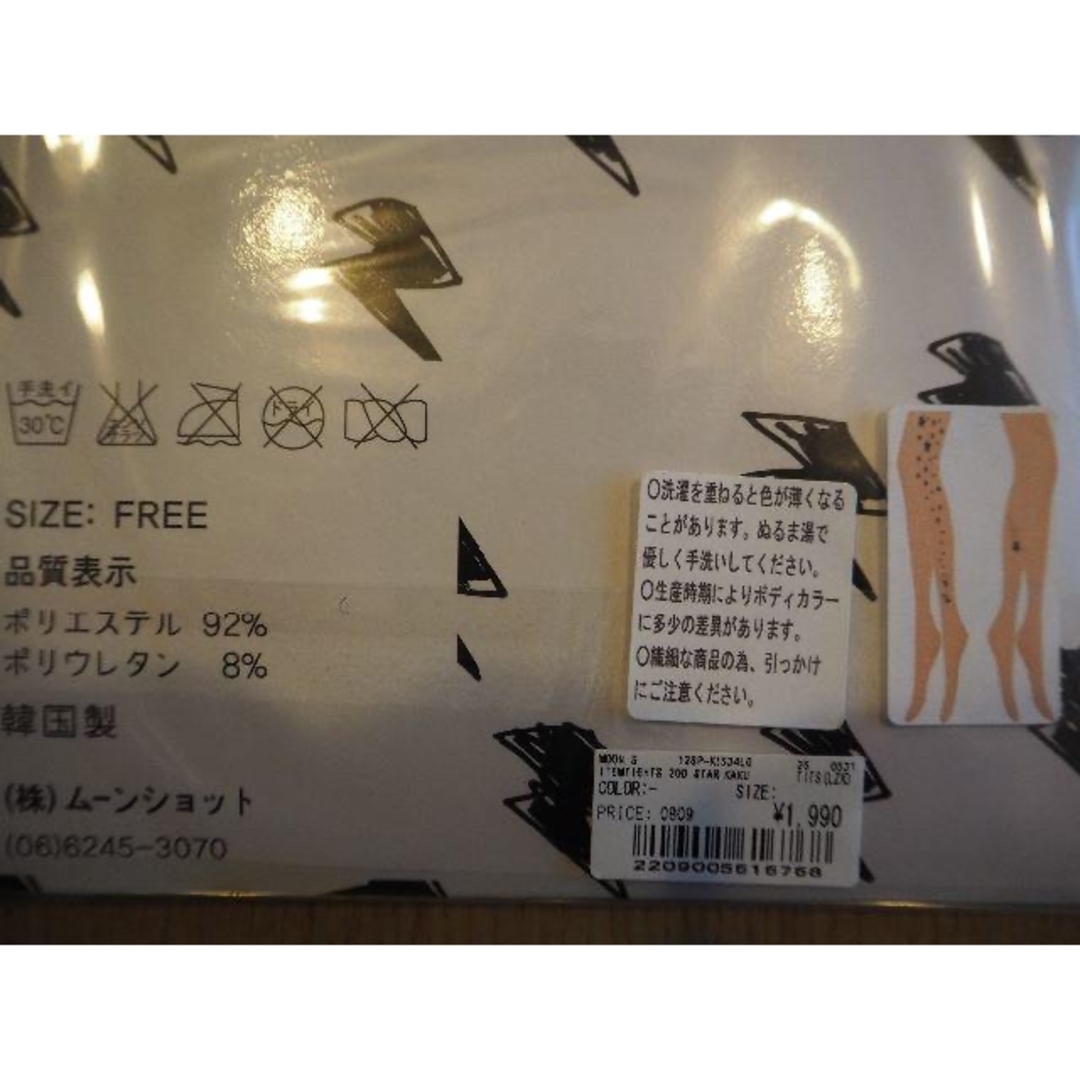 手洗イ
30℃
ドライ
SIZE: FREE
品質表示
ポリエステル 92%
ポリウレタン 8%
韓国製
(株)ムーンショット
(06)6245-3070
○洗濯を重ねると色が薄くなる
ことがあります。ぬるま湯で
優しく手洗いしてください。
○生産時期によりボディカラー
に多少の差異があります。
○繊細な商品の為、引っかけ
にご注意ください。
STAR KAKU
COLOR:- SIZE:
PRICE: 0809 ¥1,990
2209005616768